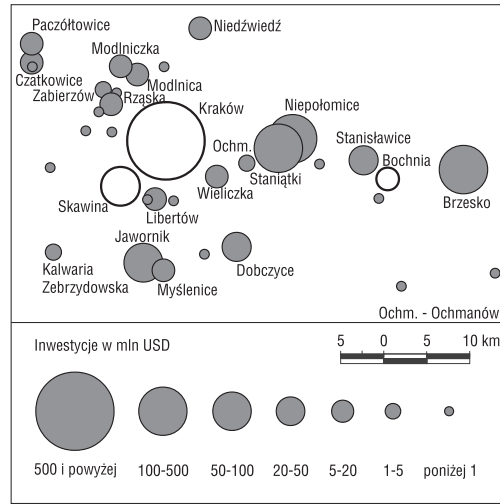 Paczółtowice
Niedźwiedź
Modlniczka
Czatkowice
Modlnica
Zabierzów
Rząska
Kraków
Niepołomice
Ochm.
Stanisławice
Bochnia
Staniątki
Wieliczka
Brzesko
Skawina
Libertów
Jawornik
Dobczyce
Kalwaria
Zebrzydowska
Myślenice
Ochm. - Ochmanów
Inwestycje w mln USD
5 0 5 10 km
500 i powyżej 100-500 50-100 20-50 5-20 1-5 poniżej 1